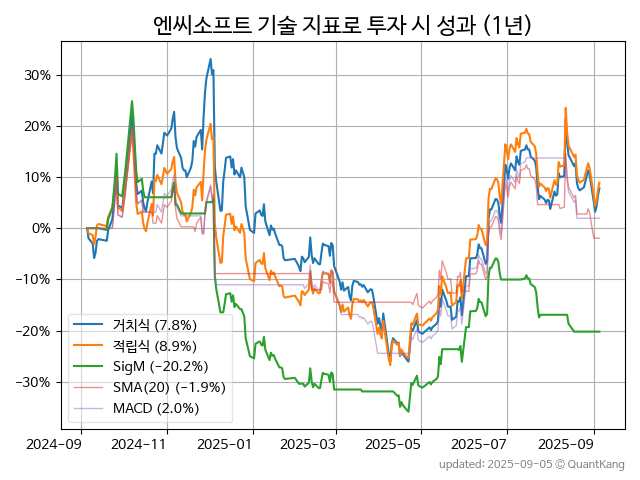 엔씨소프트 기술 지표로 투자 시 성과 (1년)
30%
20%
10%
0%
−10%
−20%
−30%
거치식 (7.8%)
적립식 (8.9%)
SigM (−20.2%)
SMA(20) (−1.9%)
MACD (2.0%)
2024-09
2024-11
2025-01
2025-03
2025-05
2025-07
2025-09
updated: 2025-09-05 © QuantKang